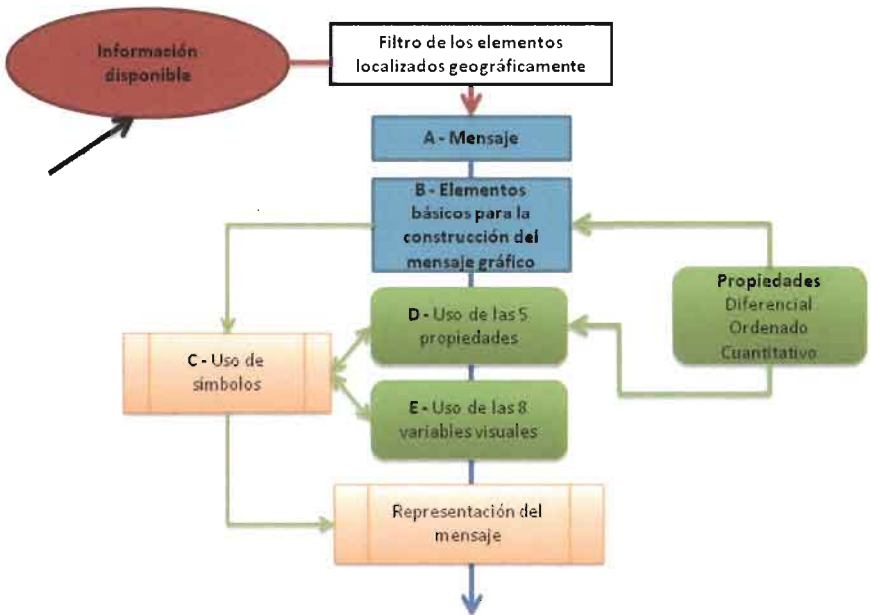 Información
disponible
Filtro de los elementos
localizados geográficamente
A - Mensaje
B - Elementos
básicos para la
construcción del
mensaje gráfico
Propiedades
Diferencial
Ordenado
Cuantitativo
D - Uso de las 5
propiedades
C - Uso de
símbolos
E - Uso de las 8
variables visuales
Representación del
mensaje